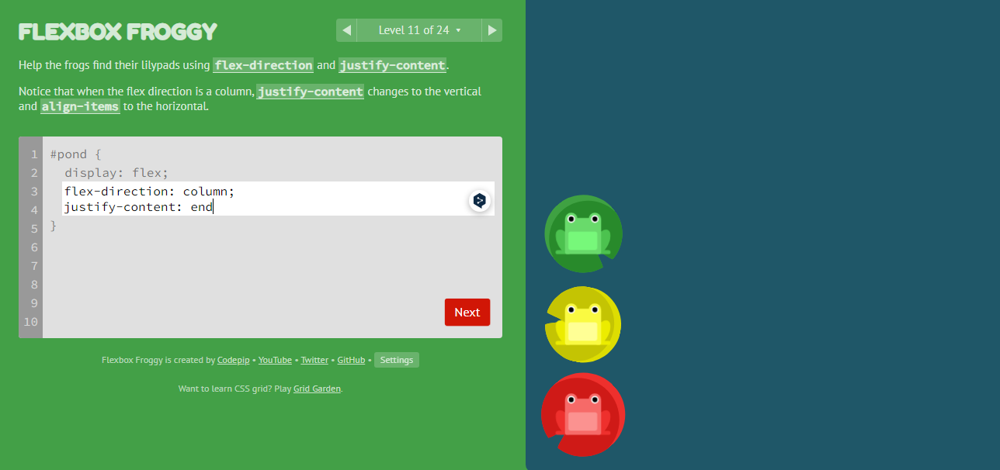 FLEXBOX FROGGY
Level 11 of 24
Help the frogs find their lilypads using flex-direction and justify-content.
Notice that when the flex direction is a column, justify-content changes to the vertical
and align-items to the horizontal.
1 #pond {
2 display: flex;
3 flex-direction: column;
4 justify-content: end
5 }
6
7
8
9
10
Next
Flexbox Froggy is created by Codepip • YouTube • Twitter • GitHub • Settings
Want to learn CSS grid? Play Grid Garden.